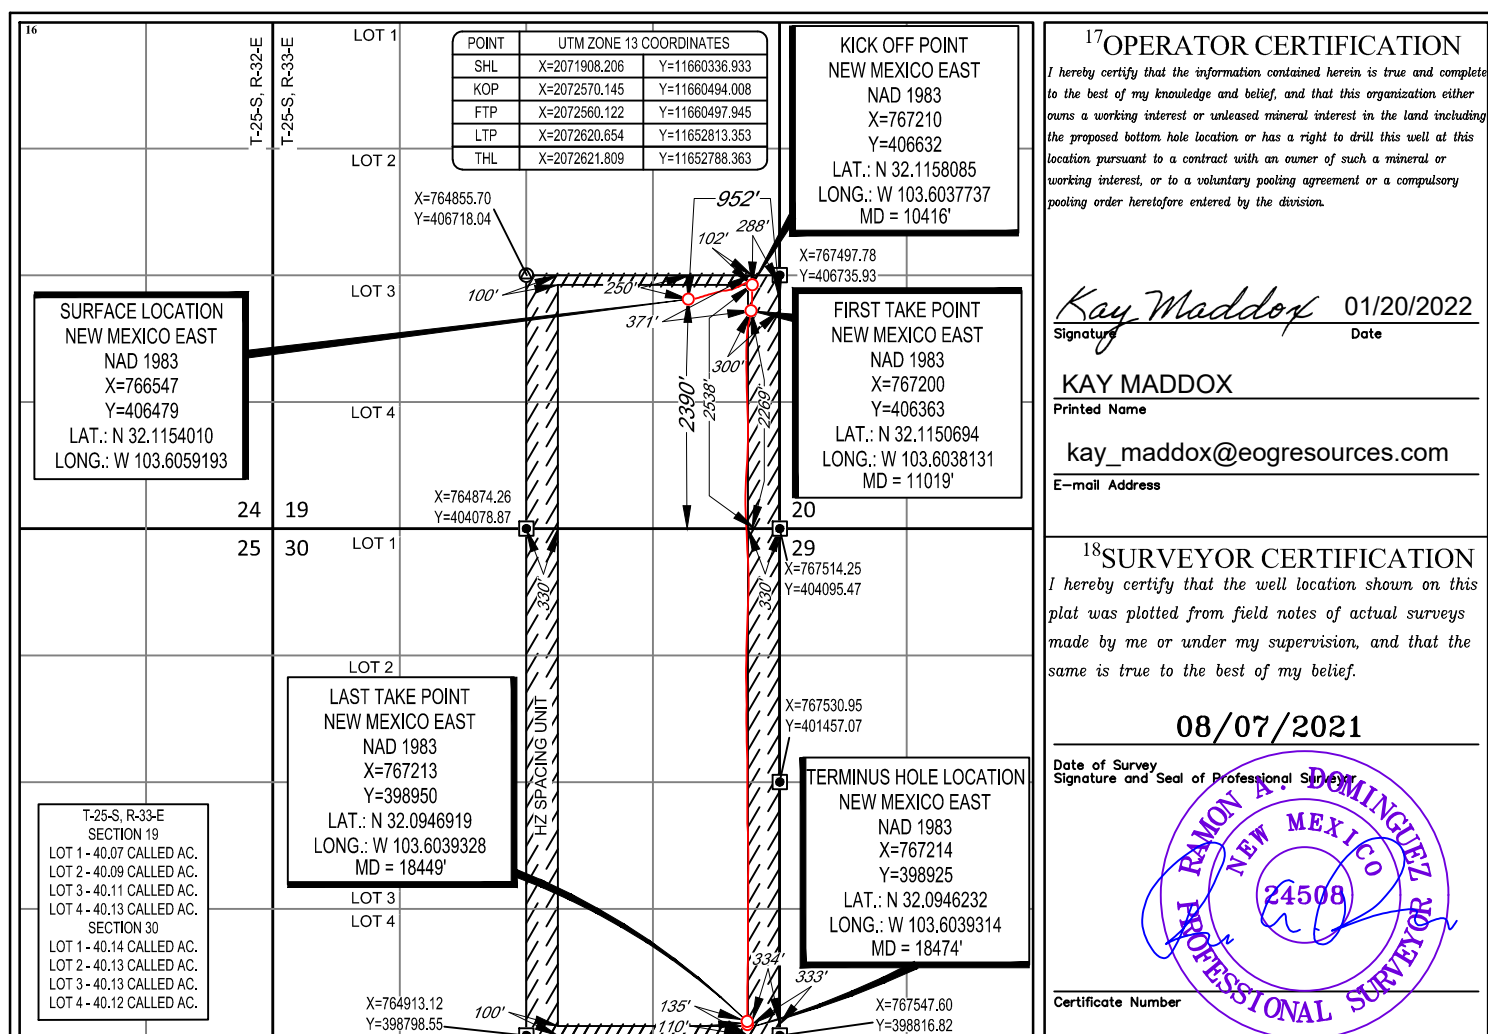 16
T-25-S, R-32-E
T-25-S, R-33-E
LOT 1
POINT UTM ZONE 13 COORDINATES
SHL X=2071908.206 Y=11660336.933
KOP X=2072570.145 Y=11660494.008
FTP X=2072560.122 Y=11660497.945
LTP X=2072620.654 Y=11652813.353
THL X=2072621.809 Y=11652788.363
LOT 2
X=764855.70
Y=406718.04
KICK OFF POINT
NEW MEXICO EAST
NAD 1983
X=767210
Y=406632
LAT.: N 32.1158085
LONG.: W 103.6037737
MD = 10416'
952'
288'
102'
X=767497.78
Y=406735.93
LOT 3
100'
250'
371'
300'
SURFACE LOCATION
NEW MEXICO EAST
NAD 1983
X=766547
Y=406479
LAT.: N 32.1154010
LONG.: W 103.6059193
FIRST TAKE POINT
NEW MEXICO EAST
NAD 1983
X=767200
Y=406363
LAT.: N 32.1150694
LONG.: W 103.6038131
MD = 11019'
2390'
2538'
2269'
LOT 4
X=764874.26
Y=404078.87
24 19
20
25 30
LOT 1
29
X=767514.25
Y=404095.47
330'
330'
LOT 2
LAST TAKE POINT
NEW MEXICO EAST
NAD 1983
X=767213
Y=398950
LAT.: N 32.0946919
LONG.: W 103.6039328
MD = 18449'
HZ SPACING UNIT
X=767530.95
Y=401457.07
TERMINUS HOLE LOCATION
NEW MEXICO EAST
NAD 1983
X=767214
Y=398925
LAT.: N 32.0946232
LONG.: W 103.6039314
MD = 18474'
T-25-S, R-33-E
SECTION 19
LOT 1 - 40.07 CALLED AC.
LOT 2 - 40.09 CALLED AC.
LOT 3 - 40.11 CALLED AC.
LOT 4 - 40.13 CALLED AC.
SECTION 30
LOT 1 - 40.14 CALLED AC.
LOT 2 - 40.13 CALLED AC.
LOT 3 - 40.13 CALLED AC.
LOT 4 - 40.12 CALLED AC.
LOT 3
LOT 4
X=764913.12
Y=398798.55
100'
135'
110'
334'
333'
X=767547.60
Y=398816.82
17OPERATOR CERTIFICATION
I hereby certify that the information contained herein is true and complete
to the best of my knowledge and belief, and that this organization either
owns a working interest or unleased mineral interest in the land including
the proposed bottom hole location or has a right to drill this well at this
location pursuant to a contract with an owner of such a mineral or
working interest, or to a voluntary pooling agreement or a compulsory
pooling order heretofore entered by the division.
Kay Maddox 01/20/2022
Signature Date
KAY MADDOX
Printed Name
kay_maddox@eogresources.com
E-mail Address
18SURVEYOR CERTIFICATION
I hereby certify that the well location shown on this
plat was plotted from field notes of actual surveys
made by me or under my supervision, and that the
same is true to the best of my belief.
08/07/2021
Date of Survey
Signature and Seal of Professional Surveyor
RAMON A. DOMINGUEZ
NEW MEXICO
24508
PROFESSIONAL SURVEYOR
Certificate Number